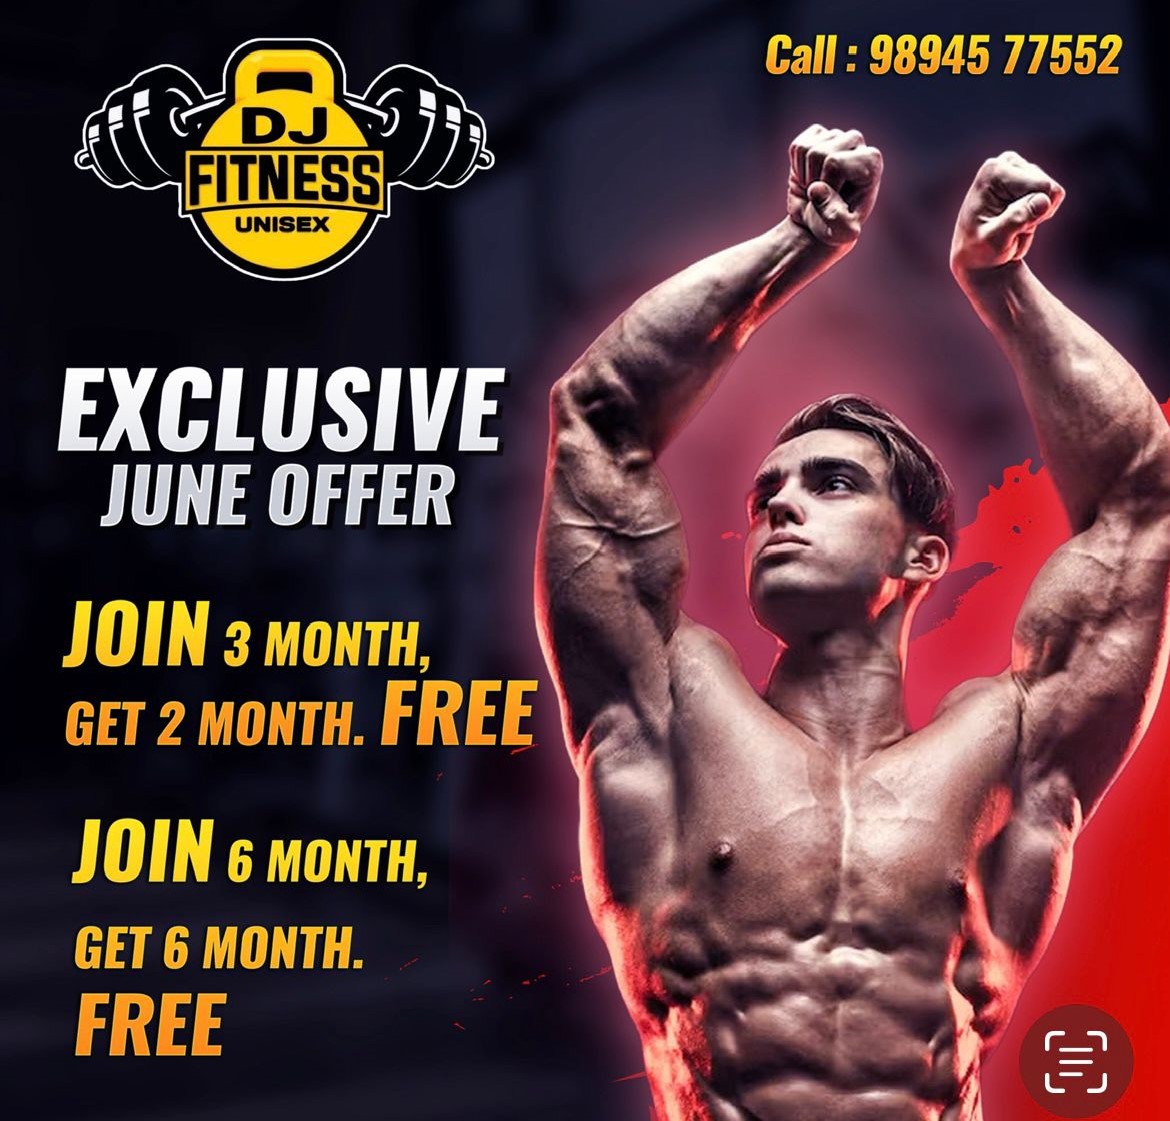 DJ
FITNESS
UNISEX
Call : 98945 77552
EXCLUSIVE
JUNE OFFER
JOIN 3 MONTH,
GET 2 MONTH. FREE
JOIN 6 MONTH,
GET 6 MONTH.
FREE